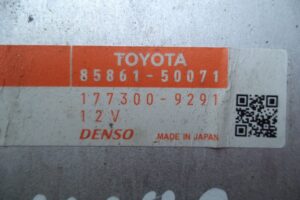 TOYOTA
85861-50071
177300-9291
12V
DENSO MADE IN JAPAN